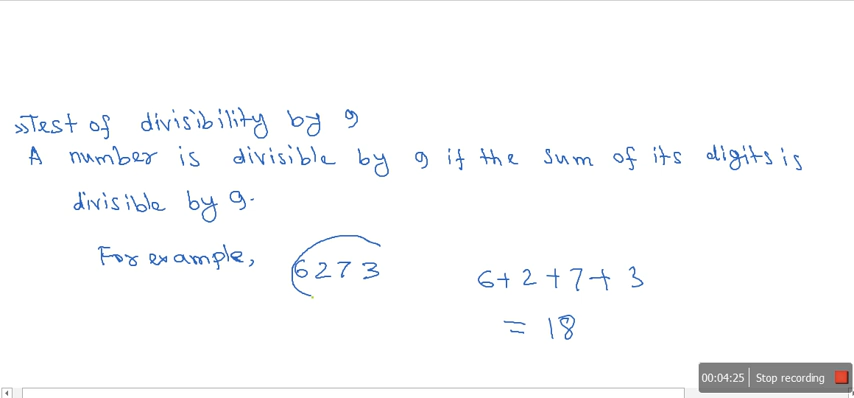 »Test of divisibility by 9
A number is divisible by 9 if the sum of its digits is
divisible by 9.
For example, 6273 6+2+7+3
= 18
00:04:25 Stop recording